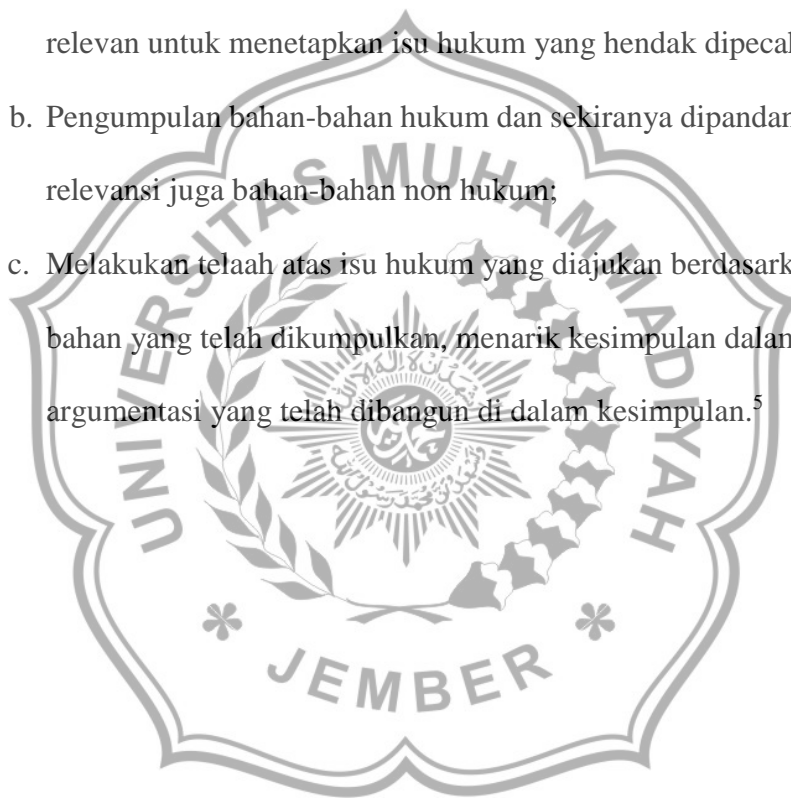 relevan untuk menetapkan isu hukum yang hendak
b. Pengumpulan bahan-bahan hukum dan sekiranya
relevansi juga bahan-bahan non hukum;
c. Melakukan telaah atas isu hukum yang diajukan
bahan yang telah dikumpulkan, menarik kesimpulan
argumentasi yang telah dibangun di dalam kesimpulan.⁵
UNIVERSITAS MUHAMMADIYAH
JEMBER